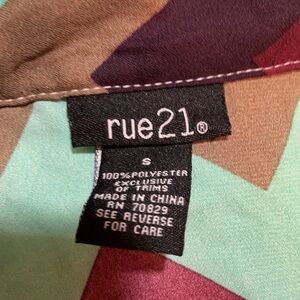 rue21®
S
100% POLYESTER
EXCLUSIVE
OF TRIMS
MADE IN CHINA
RN 70829
SEE REVERSE
FOR CARE